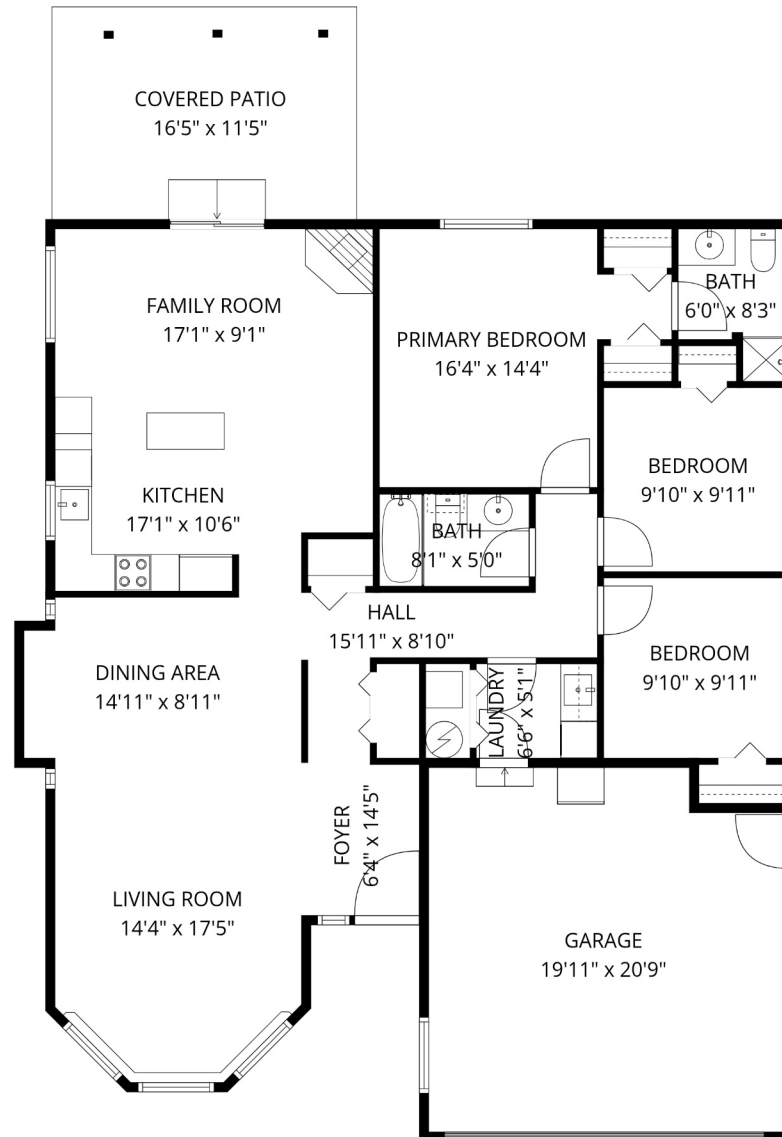 COVERED PATIO
16'5" x 11'5"
FAMILY ROOM
17'1" x 9'1"
PRIMARY BEDROOM
16'4" x 14'4"
BATH
6'0" x 8'3"
KITCHEN
17'1" x 10'6"
BATH
8'1" x 5'0"
BEDROOM
9'10" x 9'11"
HALL
15'11" x 8'10"
DINING AREA
14'11" x 8'11"
LAUNDRY
6'6" x 5'1"
BEDROOM
9'10" x 9'11"
FOYER
6'4" x 14'5"
LIVING ROOM
14'4" x 17'5"
GARAGE
19'11" x 20'9"